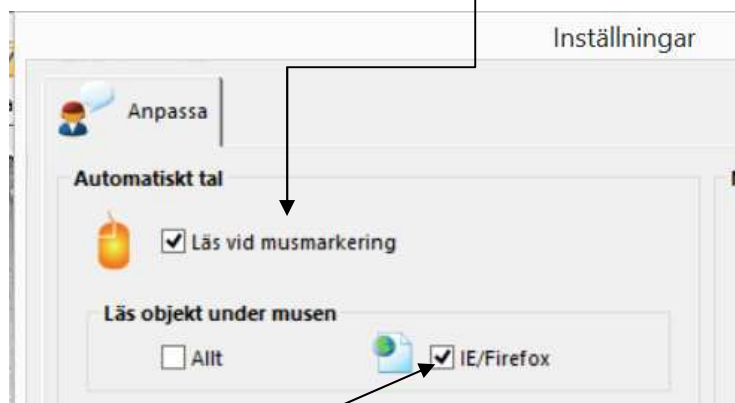 Inställningar
Anpassa
Automatiskt tal
Läs vid musmarkering
Läs objekt under musen
Allt
IE/Firefox